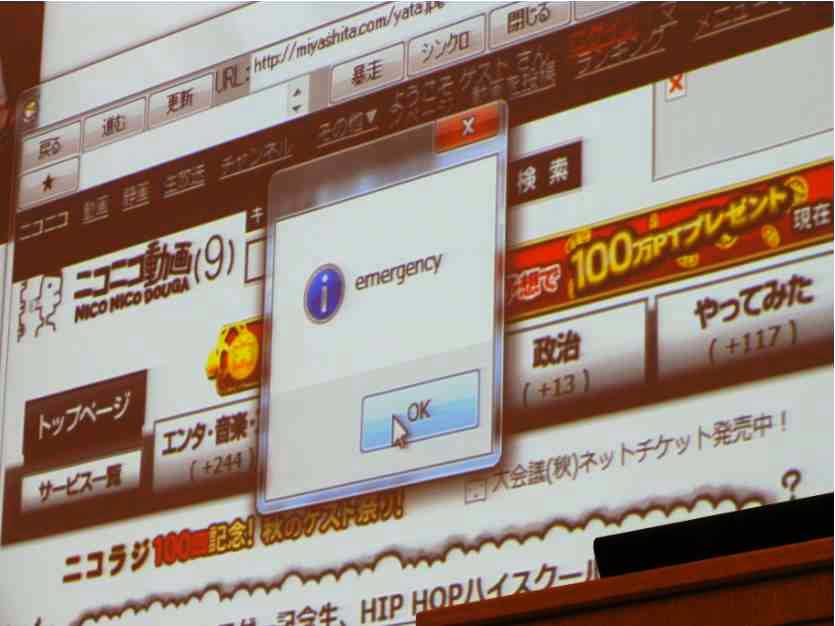 URL: http://miyashita.com/yata.jpg
戻る 進む 更新 暴走 シンクロ 閉じる
★
ニコニコ 動画 静画 生放送 チャンネル その他▼ ようこそ ゲスト さん
ランキング
検索
ニコニコ動画(9)
NICO NICO DOUGA
キ
100万PTプレゼント 現在
emergency
OK
トップページ
サービス一覧
エンタ・音楽・
(+244)
政治
(+13)
やってみた
(+117)
大会議(秋)ネットチケット発売中!
ニコラジ100回記念! 秋のゲスト祭り!
HIP HOPハイスクール